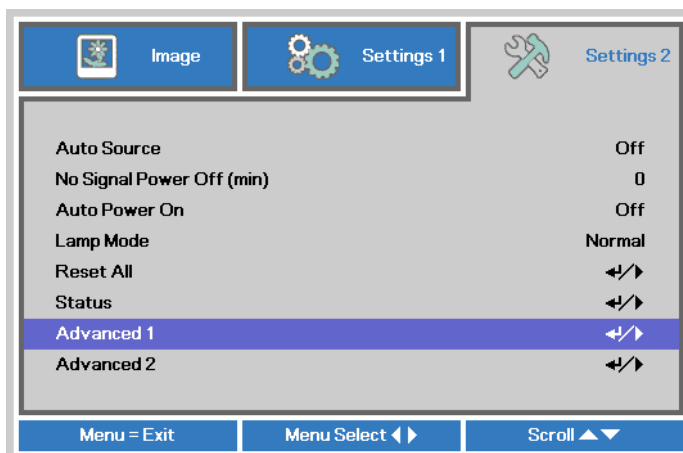 Image Settings 1 Settings 2
Auto Source Off
No Signal Power Off (min) 0
Auto Power On Off
Lamp Mode Normal
Reset All ↵/▶
Status ↵/▶
Advanced 1 ↵/▶
Advanced 2 ↵/▶
Menu = Exit Menu Select ◀▶ Scroll ▲▼